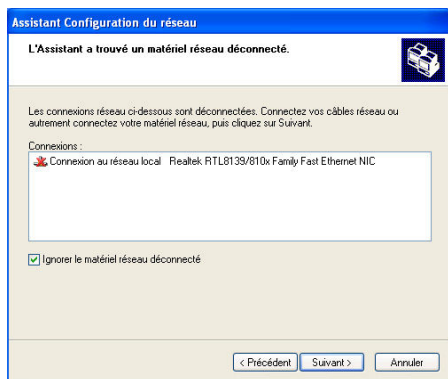 Assistant Configuration du réseau
L'Assistant a trouvé un matériel réseau déconnecté.
Les connexions réseau ci-dessous sont déconnectées. Connectez vos câbles réseau ou
autrement connectez votre matériel réseau, puis cliquez sur Suivant.
Connexions :
Connexion au réseau local Realtek RTL8139/810x Family Fast Ethernet NIC
Ignorer le matériel réseau déconnecté
< Précédent Suivant > Annuler